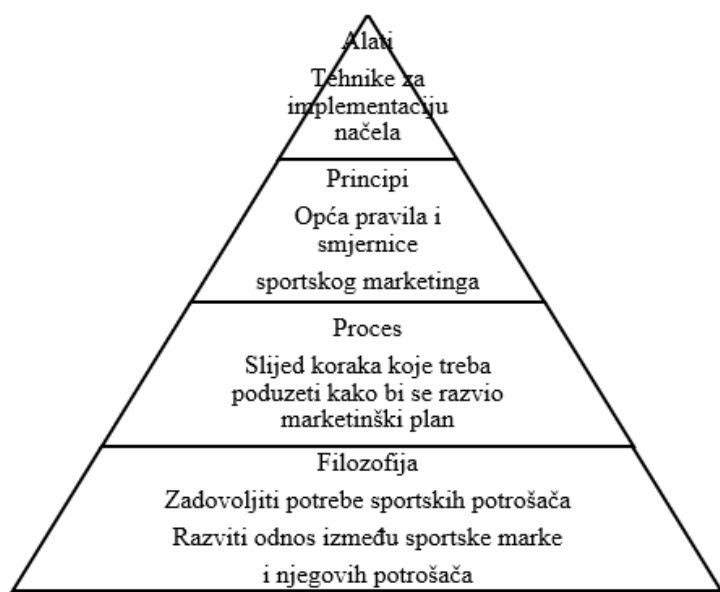 Alati
Tehnike za
implementaciju
načela
Principi
Opća pravila i
smjernice
sportskog marketinga
Proces
Slijed koraka koje treba
poduzeti kako bi se razvio
marketinški plan
Filozofija
Zadovoljiti potrebe sportskih potrošača
Razviti odnos između sportske marke
i njegovih potrošača